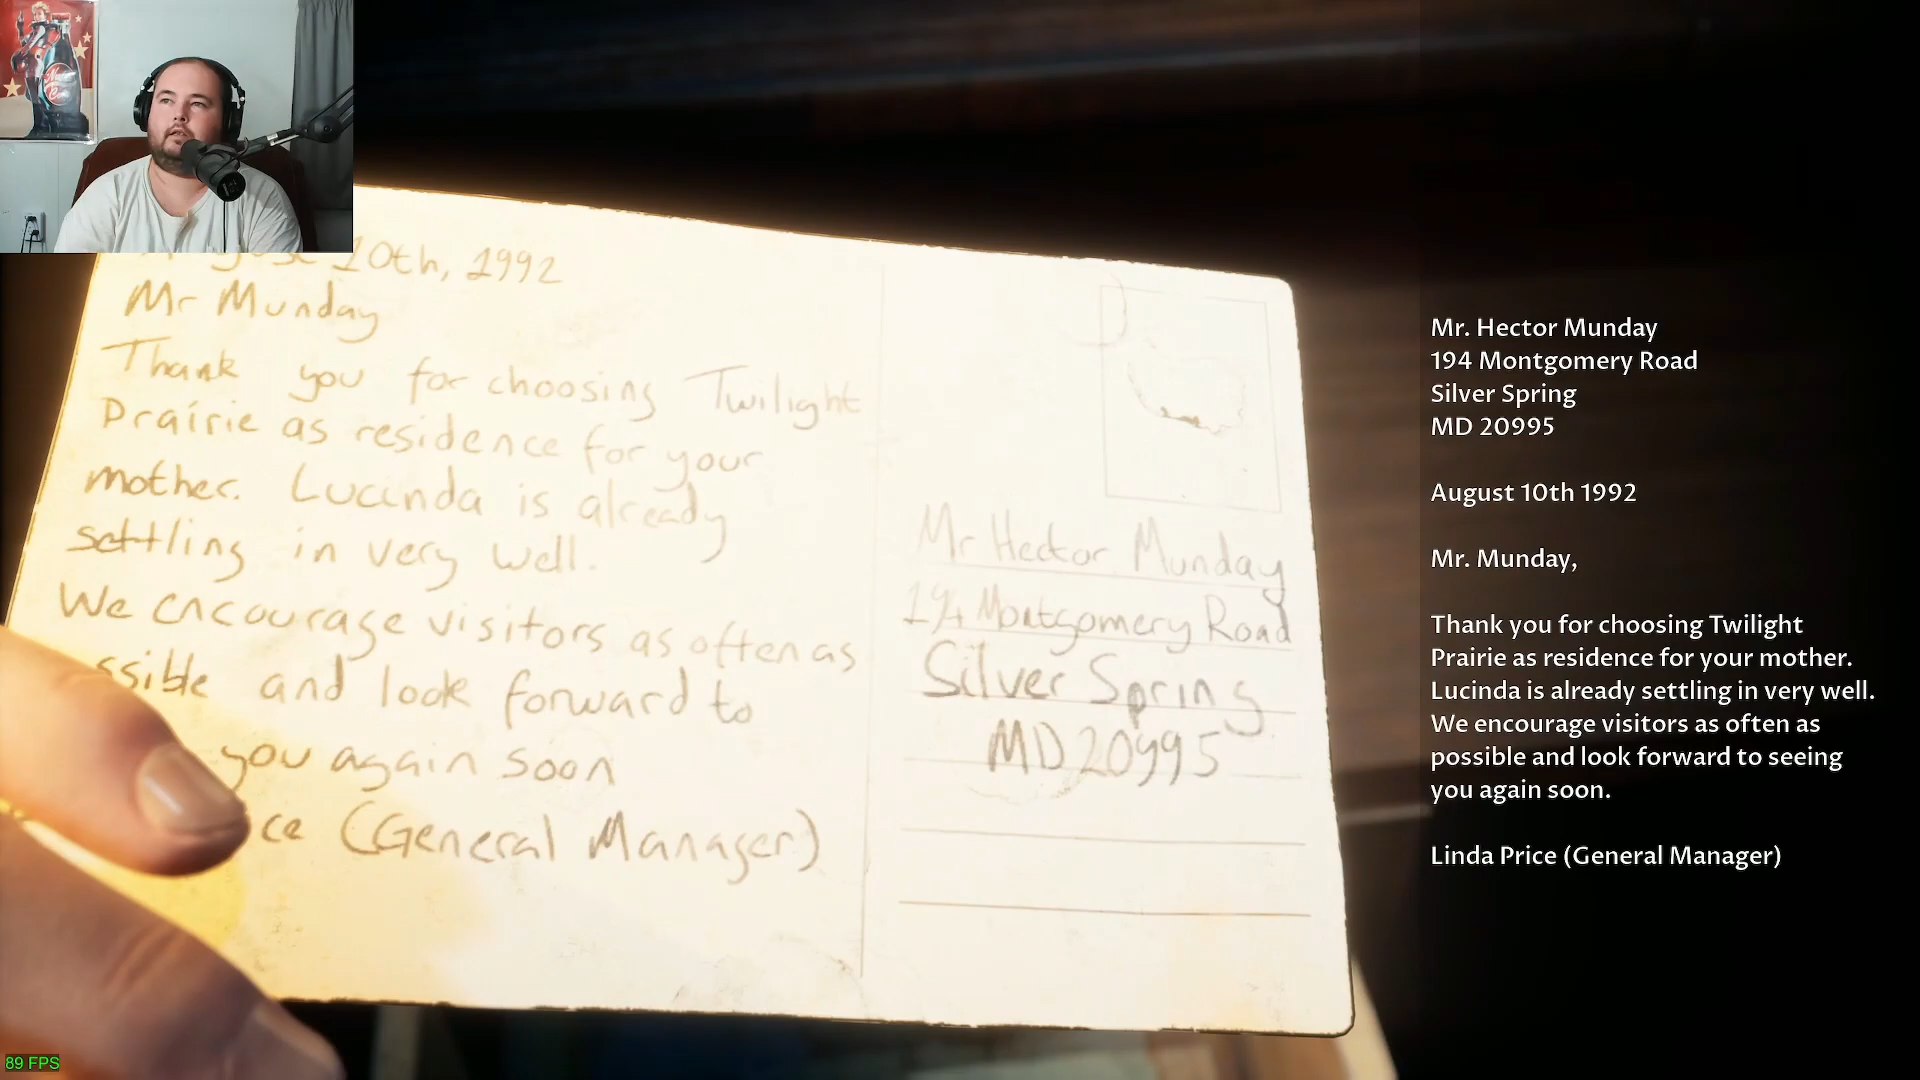 10th, 1992
Mr Munday
Thank you for choosing Twilight
Prairie as residence for your
mother. Lucinda is already
settling in very well.
We encourage visitors as often as
ssible and look forward to
you again soon
ce (General Manager)
Mr Hector Munday
194 Montgomery Road
Silver Spring
MD 20995
Mr. Hector Munday
194 Montgomery Road
Silver Spring
MD 20995
August 10th 1992
Mr. Munday,
Thank you for choosing Twilight
Prairie as residence for your mother.
Lucinda is already settling in very well.
We encourage visitors as often as
possible and look forward to seeing
you again soon.
Linda Price (General Manager)
89 FPS